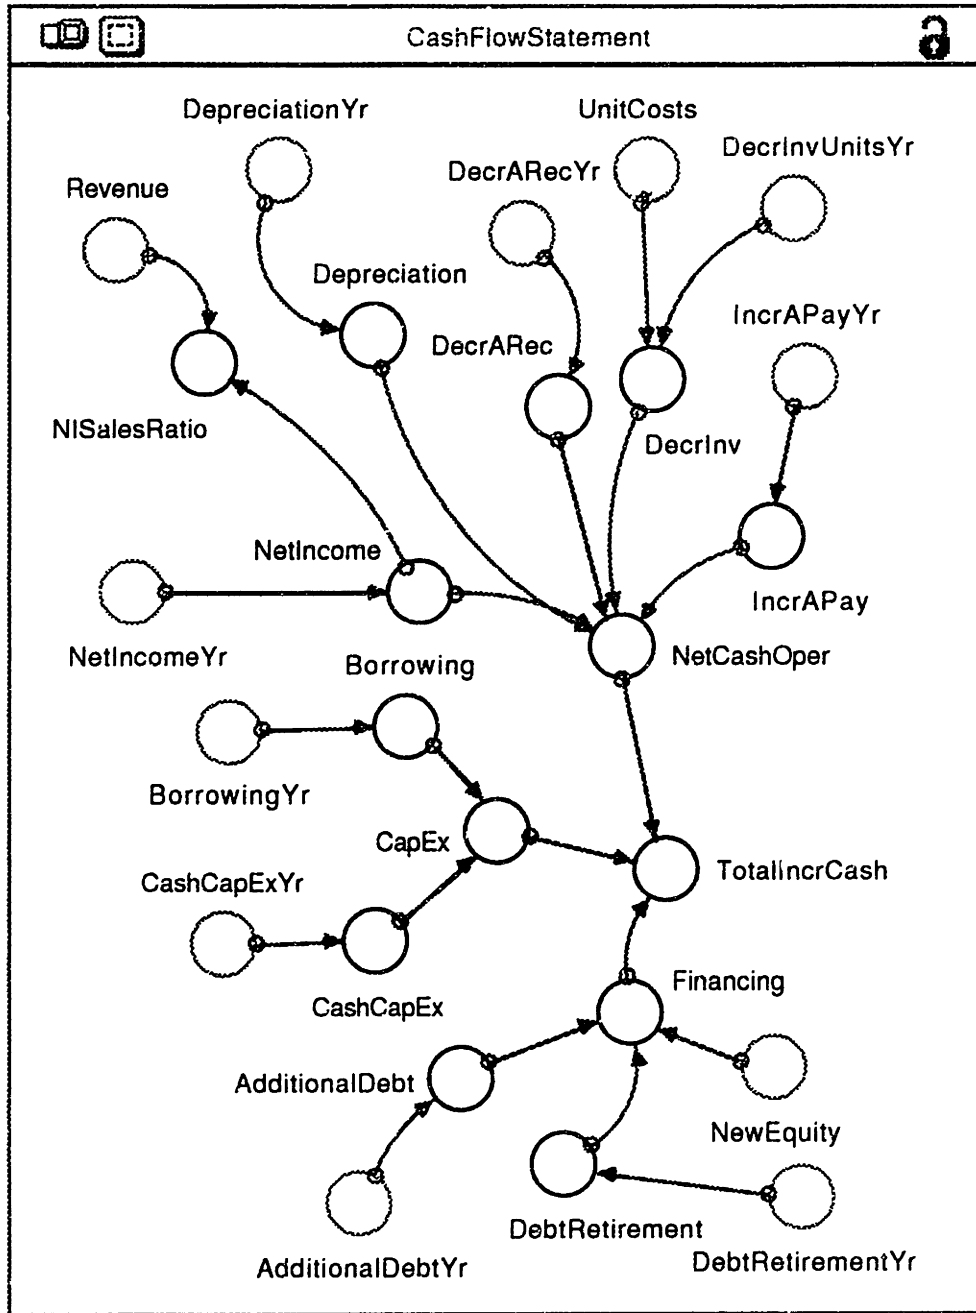 CashFlowStatement
DepreciationYr
UnitCosts
DecrInvUnitsYr
DecrARecYr
Revenue
Depreciation
IncrAPayYr
DecrARec
NISalesRatio
DecrInv
NetIncome
IncrAPay
NetIncomeYr
NetCashOper
Borrowing
BorrowingYr
CapEx
TotalIncrCash
CashCapExYr
Financing
CashCapEx
AdditionalDebt
NewEquity
DebtRetirement
DebtRetirementYr
AdditionalDebtYr